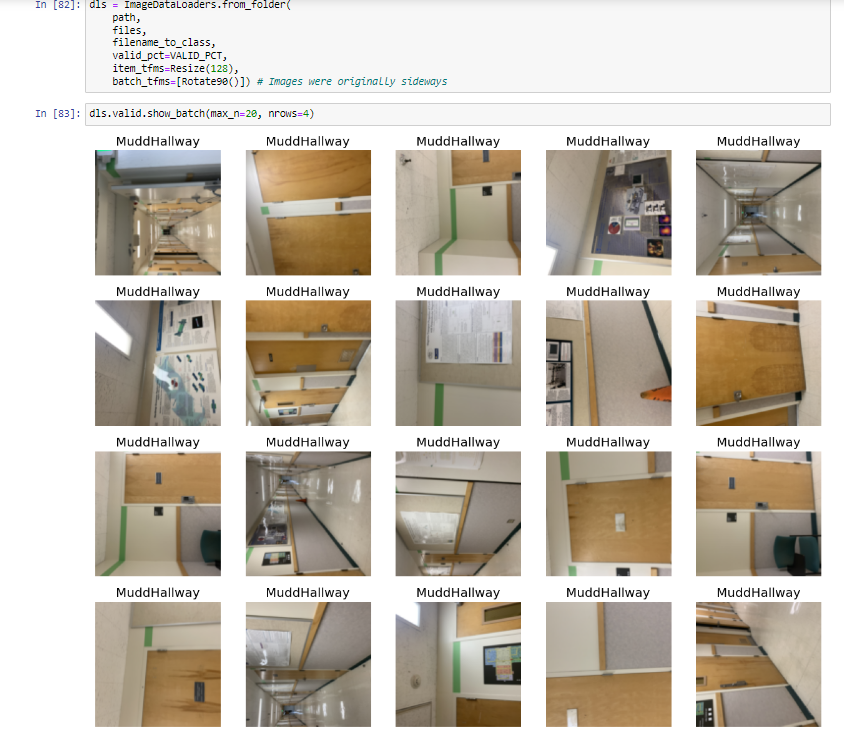 In [82]: dls = ImageDataLoaders.from_folder(
path,
files,
filename_to_class,
valid_pct=VALID_PCT,
item_tfms=Resize(128),
batch_tfms=[Rotate90()]) # Images were originally sideways
In [83]: dls.valid.show_batch(max_n=20, nrows=4)
MuddHallway MuddHallway MuddHallway MuddHallway MuddHallway
MuddHallway MuddHallway MuddHallway MuddHallway MuddHallway
MuddHallway MuddHallway MuddHallway MuddHallway MuddHallway
MuddHallway MuddHallway MuddHallway MuddHallway MuddHallway